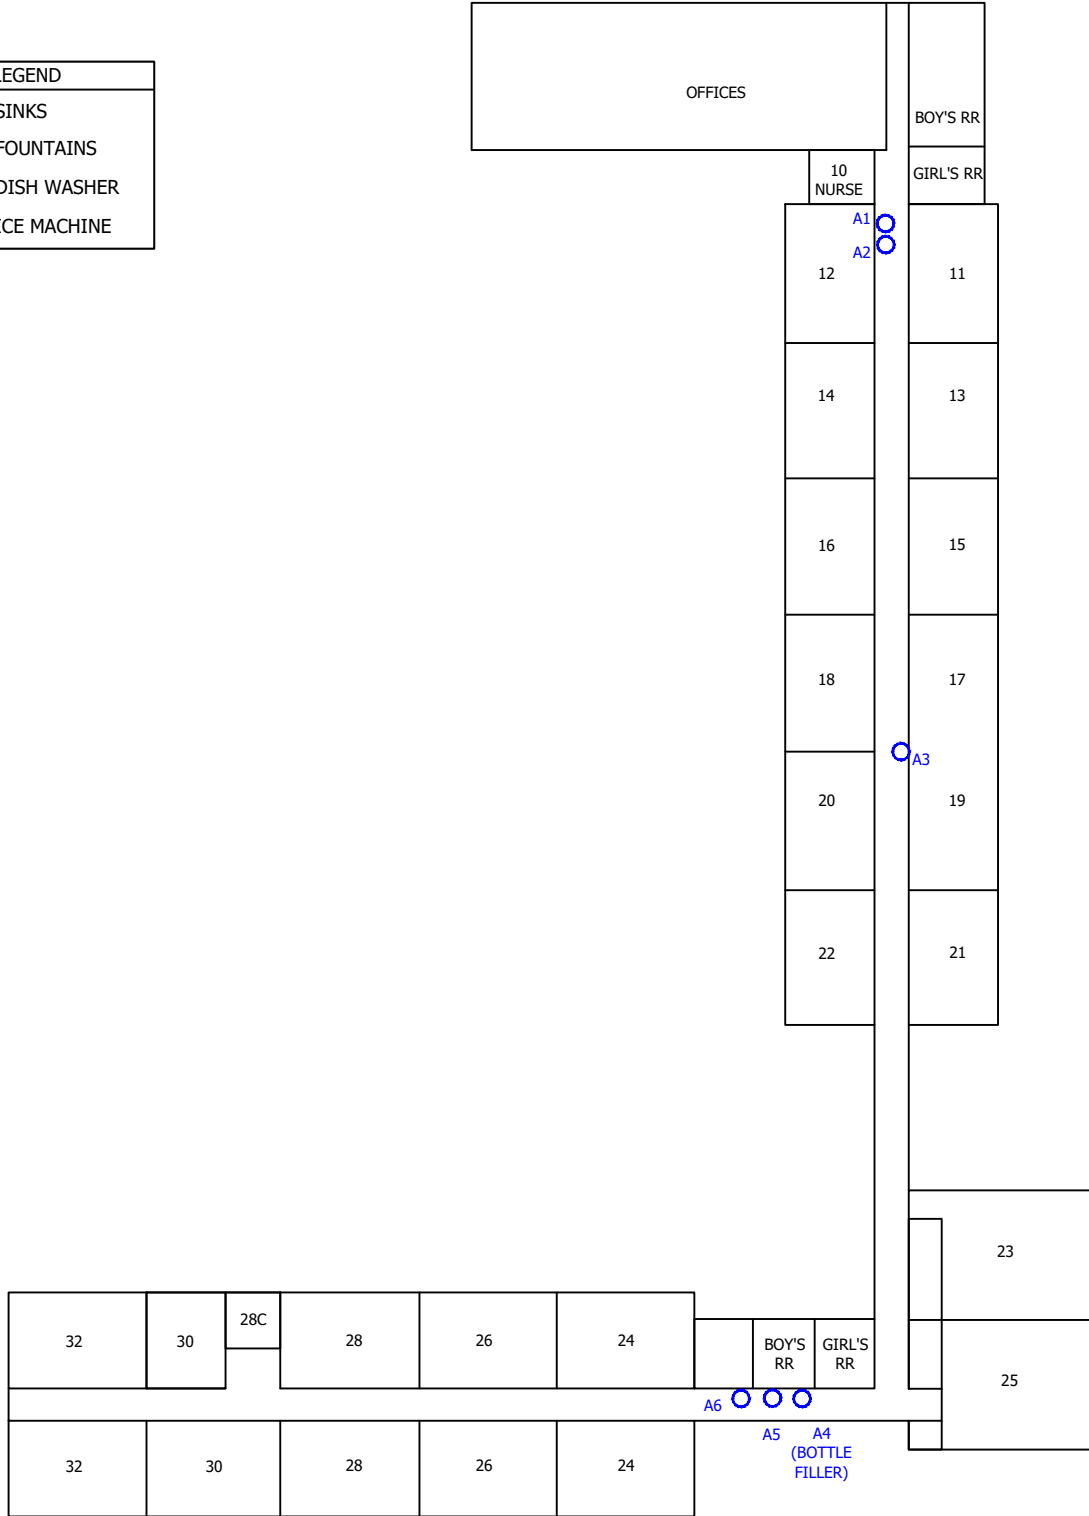 OFFICES
LEGEND
SINKS
FOUNTAINS
DISH WASHER
ICE MACHINE
BOY'S RR
10
NURSE
GIRL'S RR
A1
A2
12
11
14
13
16
15
18
17
A3
20
19
22
21
23
32
30
28C
28
26
24
BOY'S
RR
GIRL'S
RR
25
A6
A5
A4
(BOTTLE
FILLER)
32
30
28
26
24